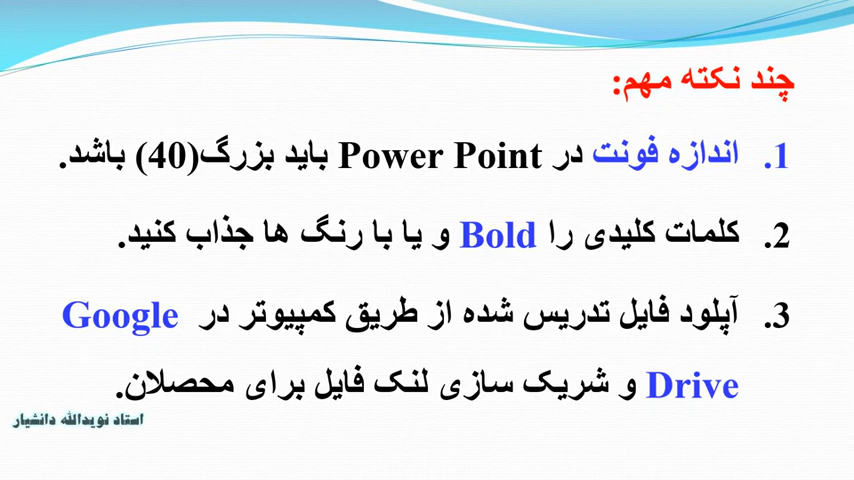 چند نکته مهم:
1. اندازه فونت در Power Point باید بزرگ(40) باشد.
2. کلمات کلیدی را Bold و یا با رنگ ها جذاب کنید.
3. آپلود فایل تدریس شده از طریق کمپیوتر در Google
Drive و شریک سازی لنک فایل برای محصلان.
استاد نویدالله دانشیار